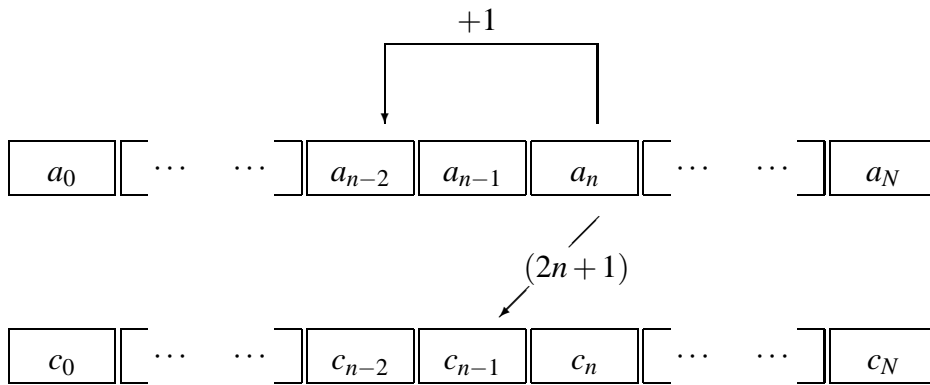 +1
a_0 ⋯ ⋯ a_{n−2} a_{n−1} a_n ⋯ ⋯ a_N
(2n+1)
c_0 ⋯ ⋯ c_{n−2} c_{n−1} c_n ⋯ ⋯ c_N